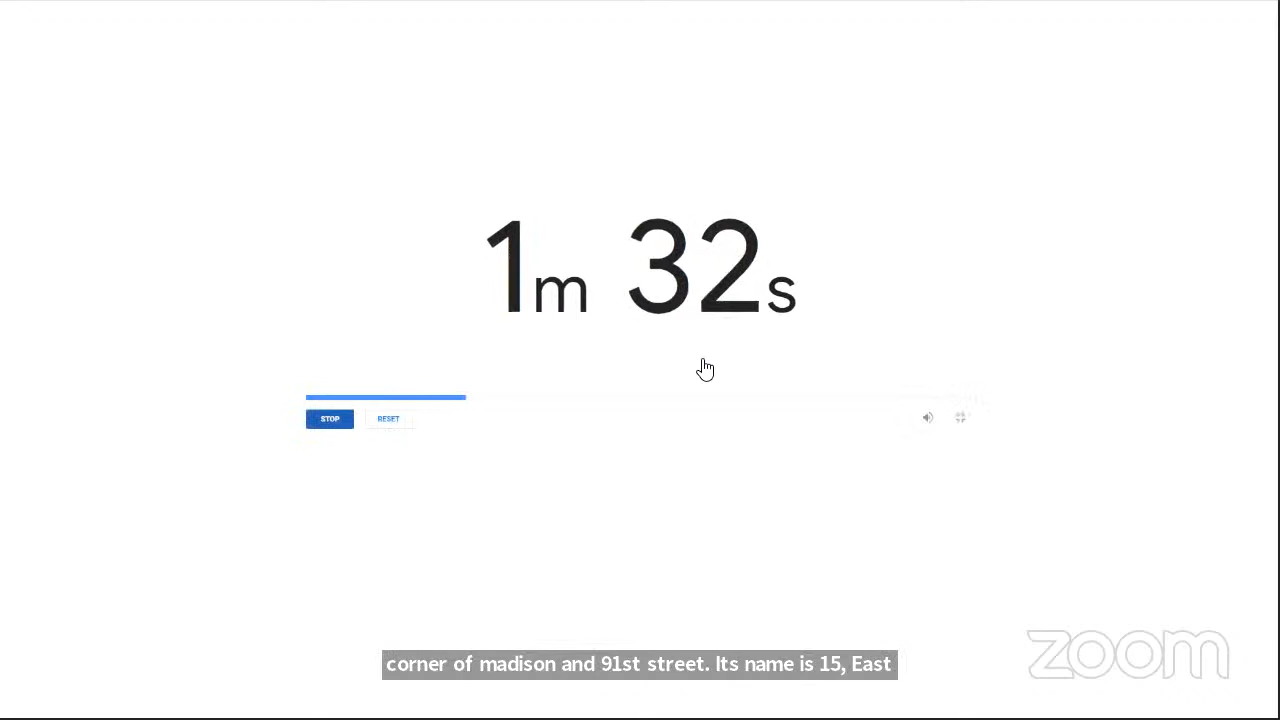 1m 32s
STOP RESET
corner of madison and 91st street. Its name is 15, East
zoom